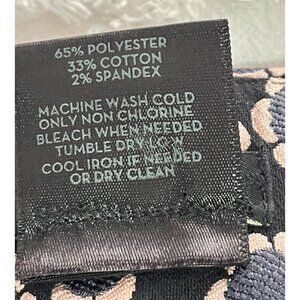 65% POLYESTER
33% COTTON
2% SPANDEX
MACHINE WASH COLD
ONLY NON CHLORINE
BLEACH WHEN NEEDED
TUMBLE DRY LOW
COOL IRON IF NEEDED
OR DRY CLEAN